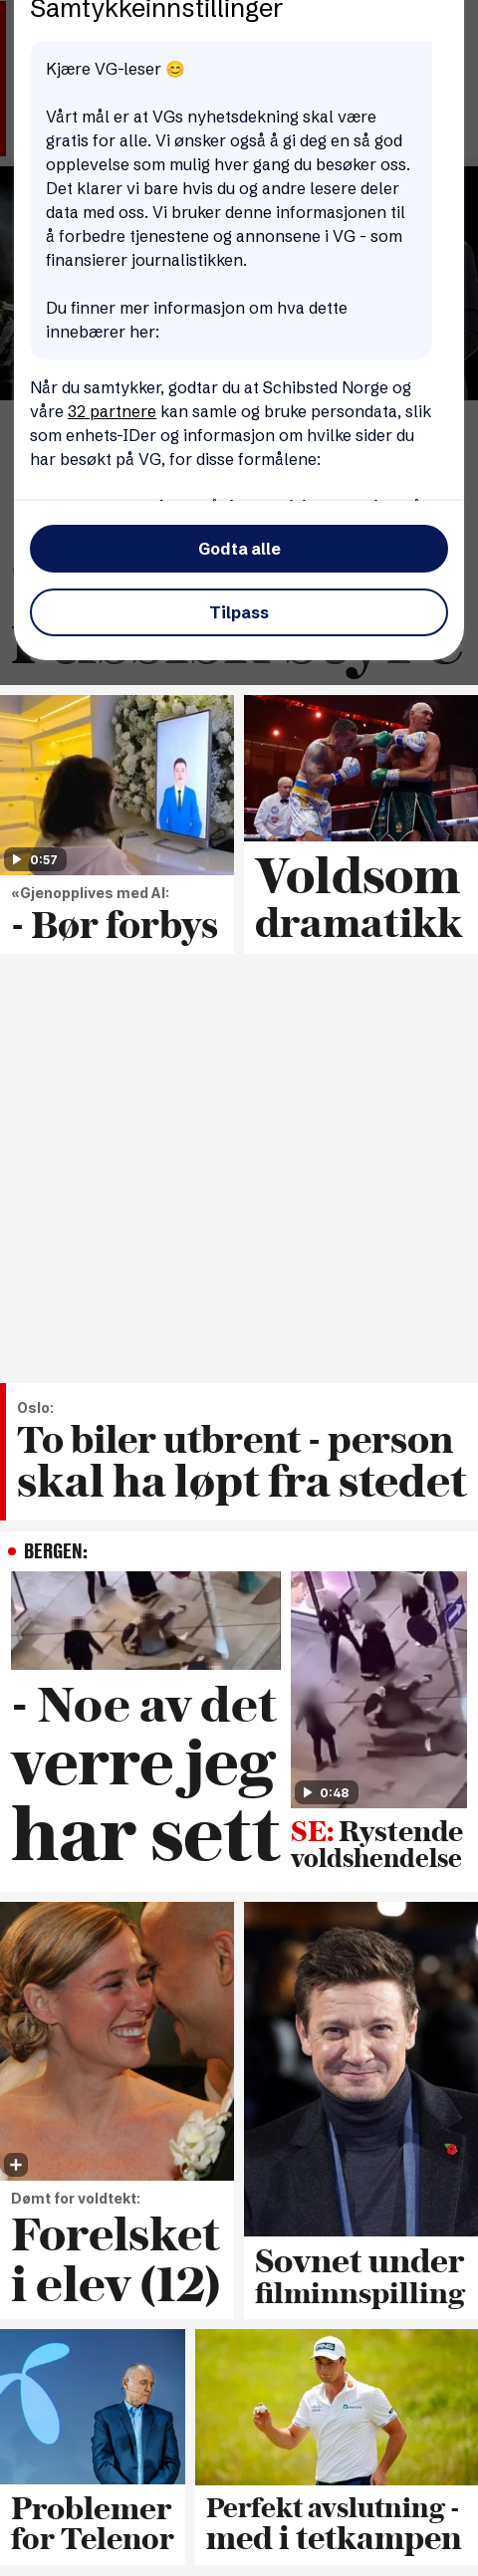 Samtykkeinnstillinger
Kjære VG-leser 😊
Vårt mål er at VGs nyhetsdekning skal være
gratis for alle. Vi ønsker også å gi deg en så god
opplevelse som mulig hver gang du besøker oss.
Det klarer vi bare hvis du og andre lesere deler
data med oss. Vi bruker denne informasjonen til
å forbedre tjenestene og annonsene i VG - som
finansierer journalistikken.
Du finner mer informasjon om hva dette
innebærer her:
Når du samtykker, godtar du at Schibsted Norge og
våre 32 partnere kan samle og bruke persondata, slik
som enhets-IDer og informasjon om hvilke sider du
har besøkt på VG, for disse formålene:
Godta alle
Tilpass
0:57
«Gjenopplives med AI:
- Bør forbys
Voldsom
dramatikk
Oslo:
To biler utbrent - person
skal ha løpt fra stedet
BERGEN:
- Noe av det
verre jeg
har sett
0:48
SE: Rystende
voldshendelse
Dømt for voldtekt:
Forelsket
i elev (12)
Sovnet under
filminnspilling
PING
Problemer
for Telenor
Perfekt avslutning -
med i tetkampen